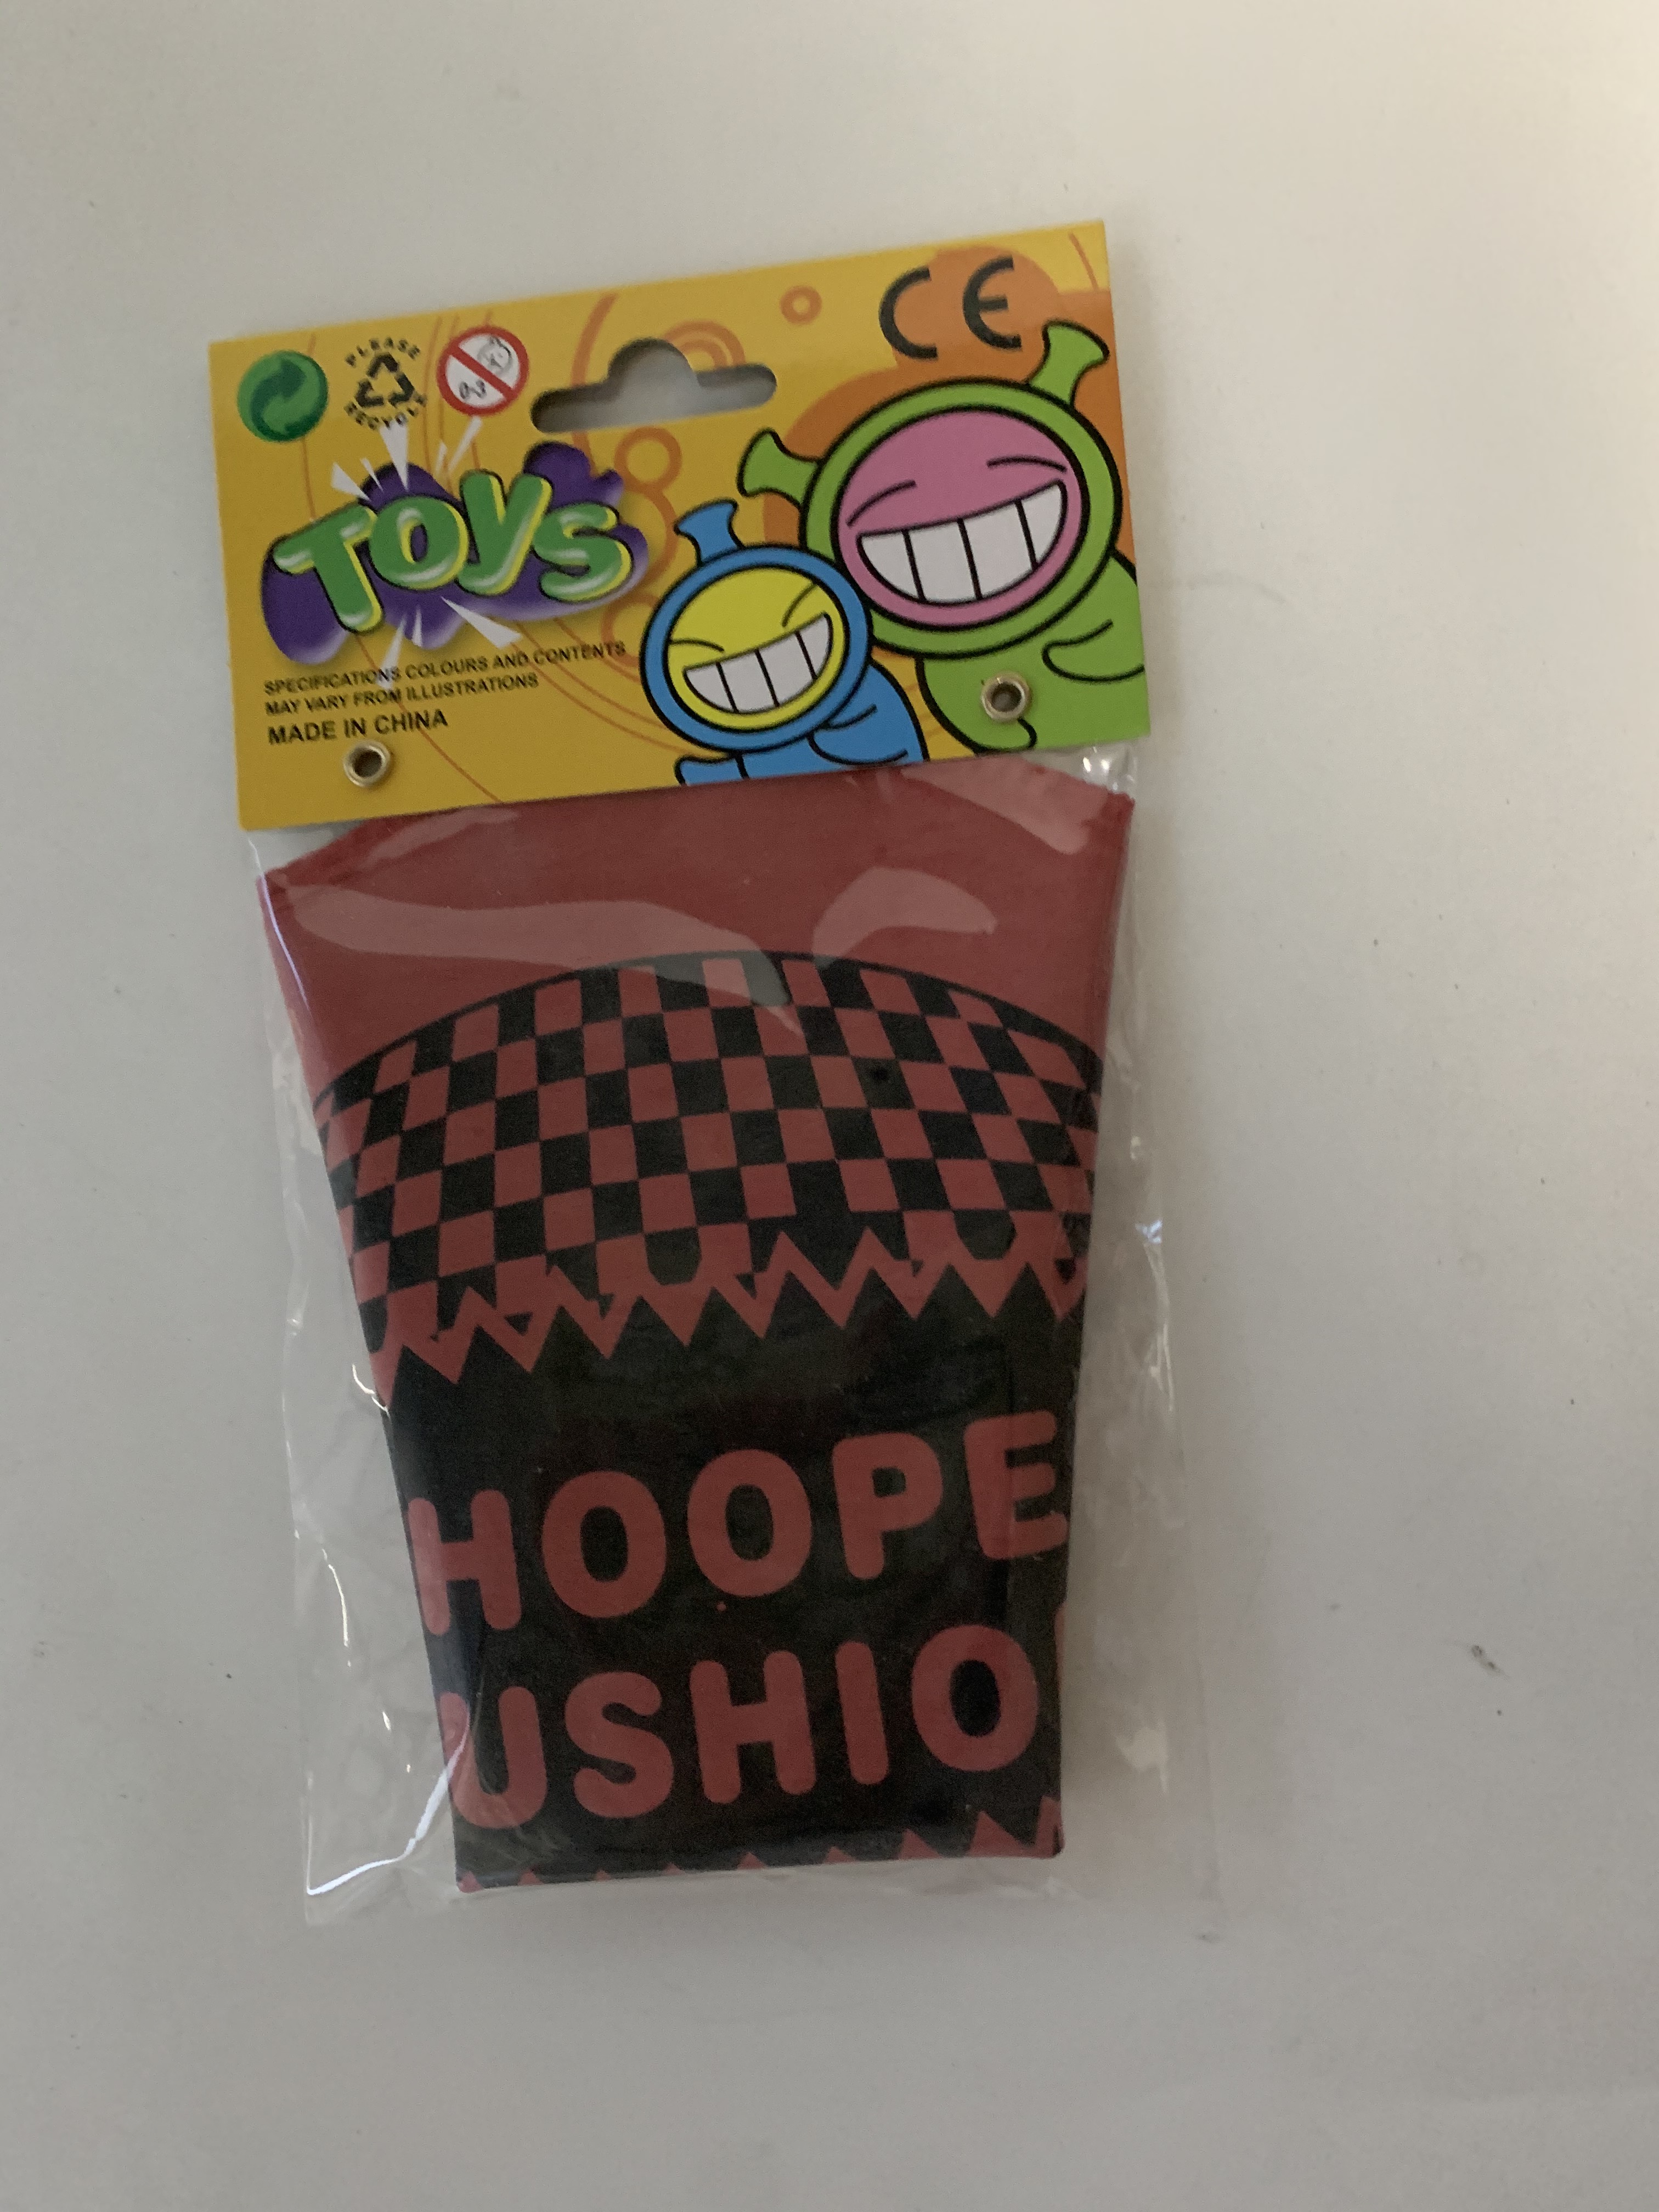 CE
PLEASE
RECYCLE
0-3
TOYS
SPECIFICATIONS COLOURS AND CONTENTS
MAY VARY FROM ILLUSTRATIONS
MADE IN CHINA
HOOPE
USHIO